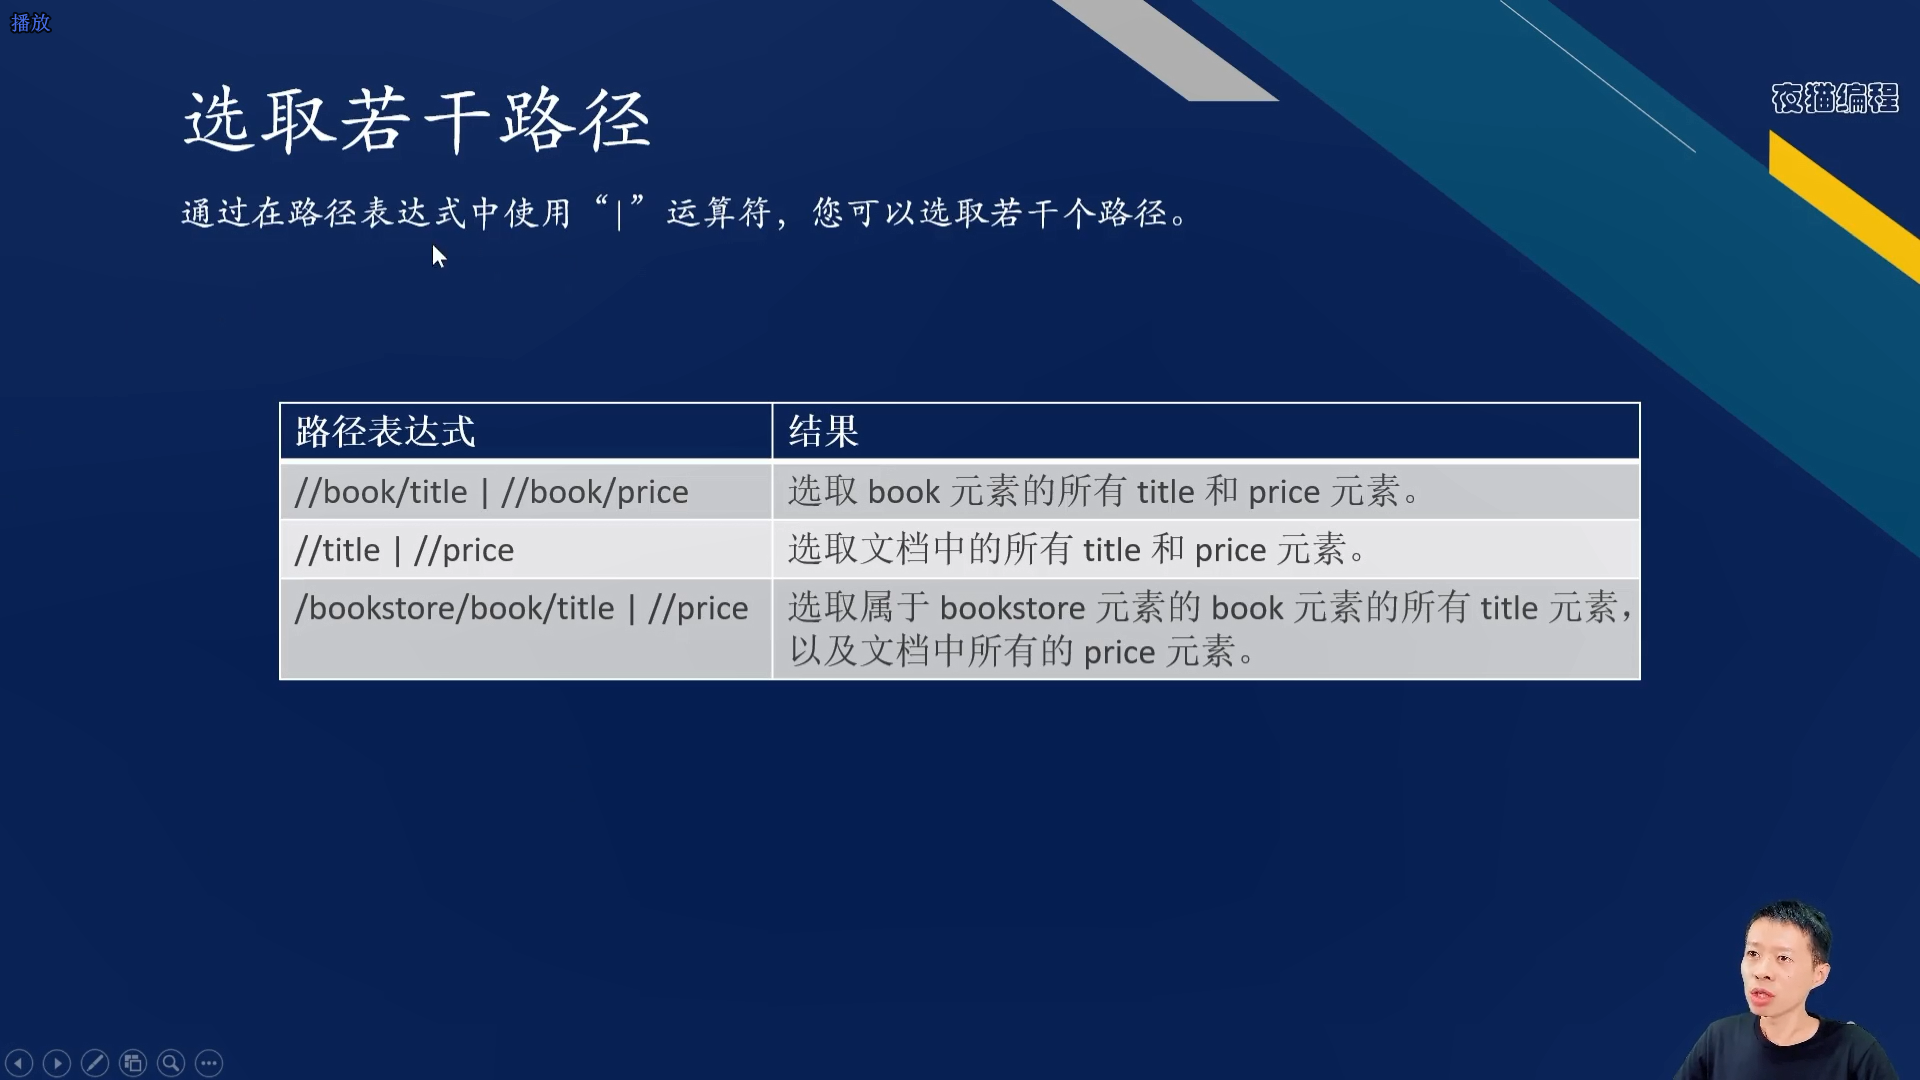 播放
夜猫编程
选取若干路径
通过在路径表达式中使用“|”运算符，您可以选取若干个路径。
路径表达式 结果
//book/title | //book/price 选取 book 元素的所有 title 和 price 元素。
//title | //price 选取文档中的所有 title 和 price 元素。
/bookstore/book/title | //price 选取属于 bookstore 元素的 book 元素的所有 title 元素，
以及文档中所有的 price 元素。